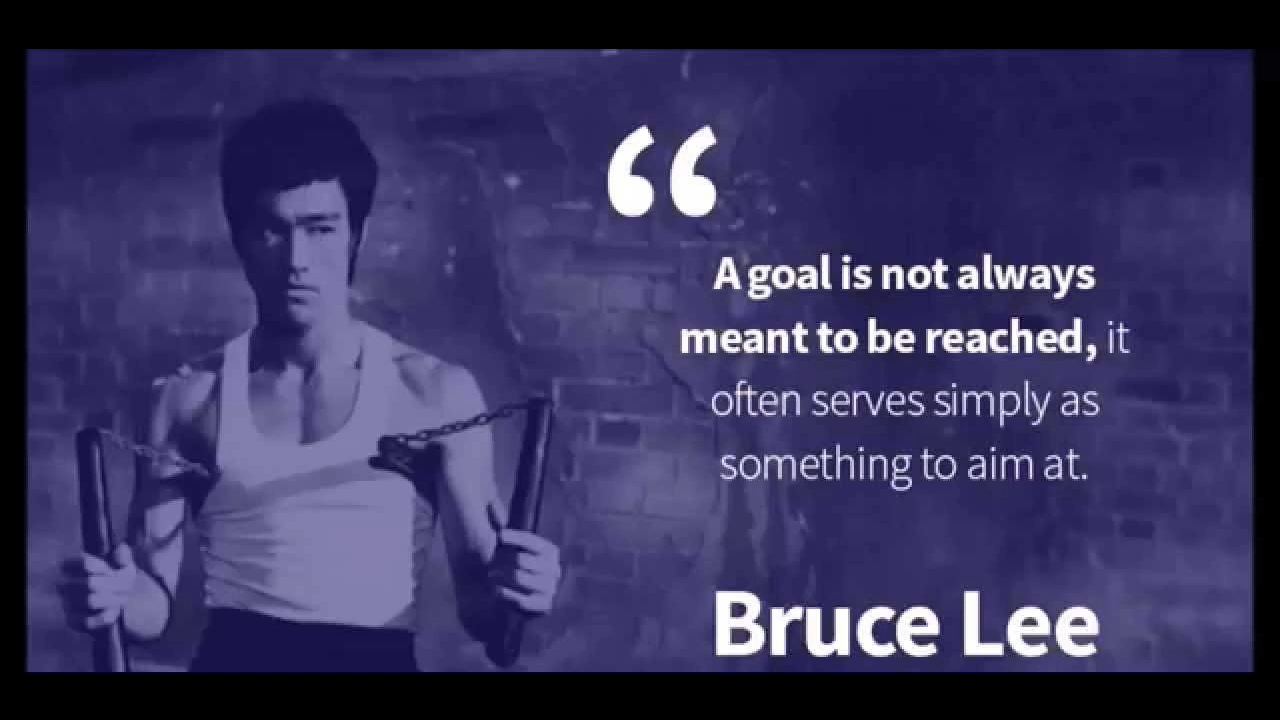 “
A goal is not always
meant to be reached, it
often serves simply as
something to aim at.
Bruce Lee